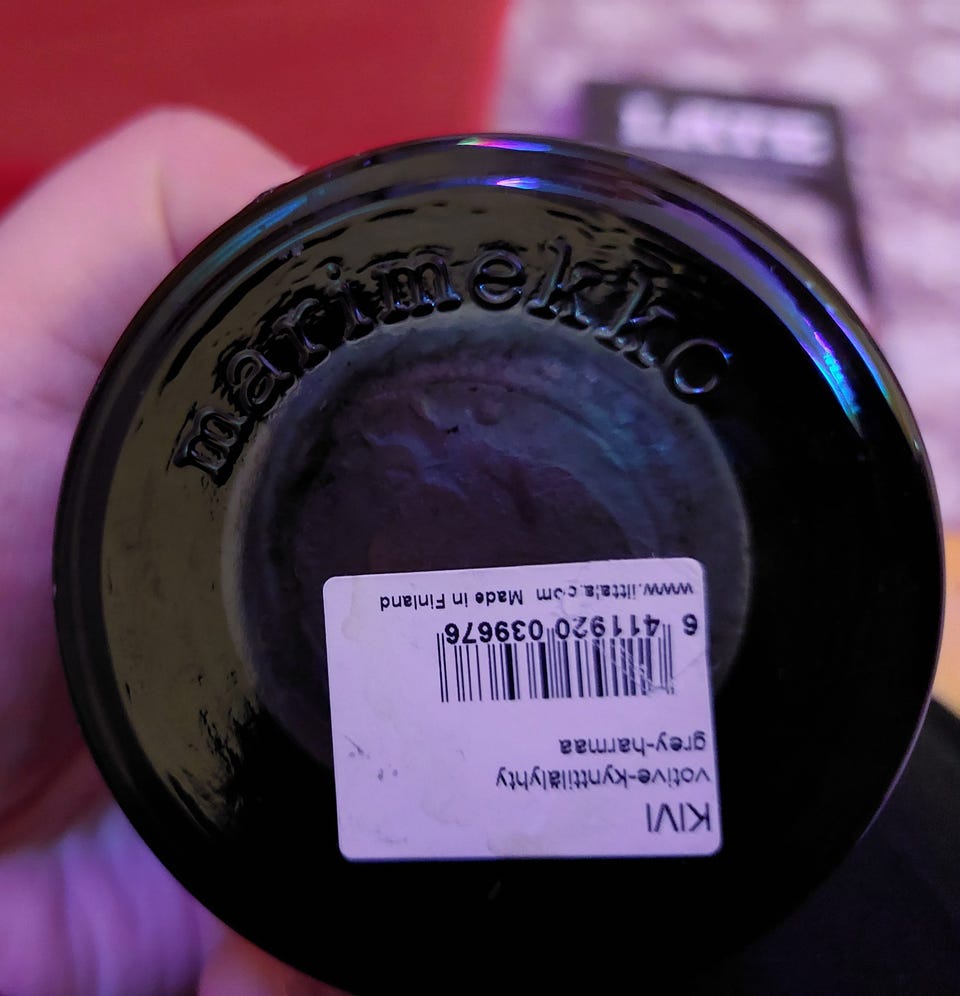 marimekko
KIVI
votive-kynttilälyhty
grey-harmaa
6 411920 039676
www.iittala.com Made in Finland